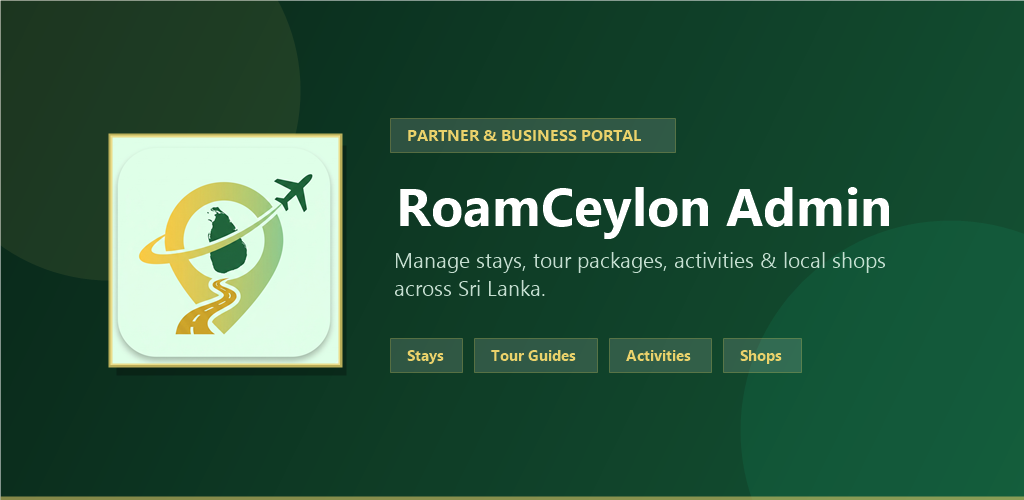 PARTNER & BUSINESS PORTAL
RoamCeylon Admin
Manage stays, tour packages, activities & local shops
across Sri Lanka.
Stays
Tour Guides
Activities
Shops